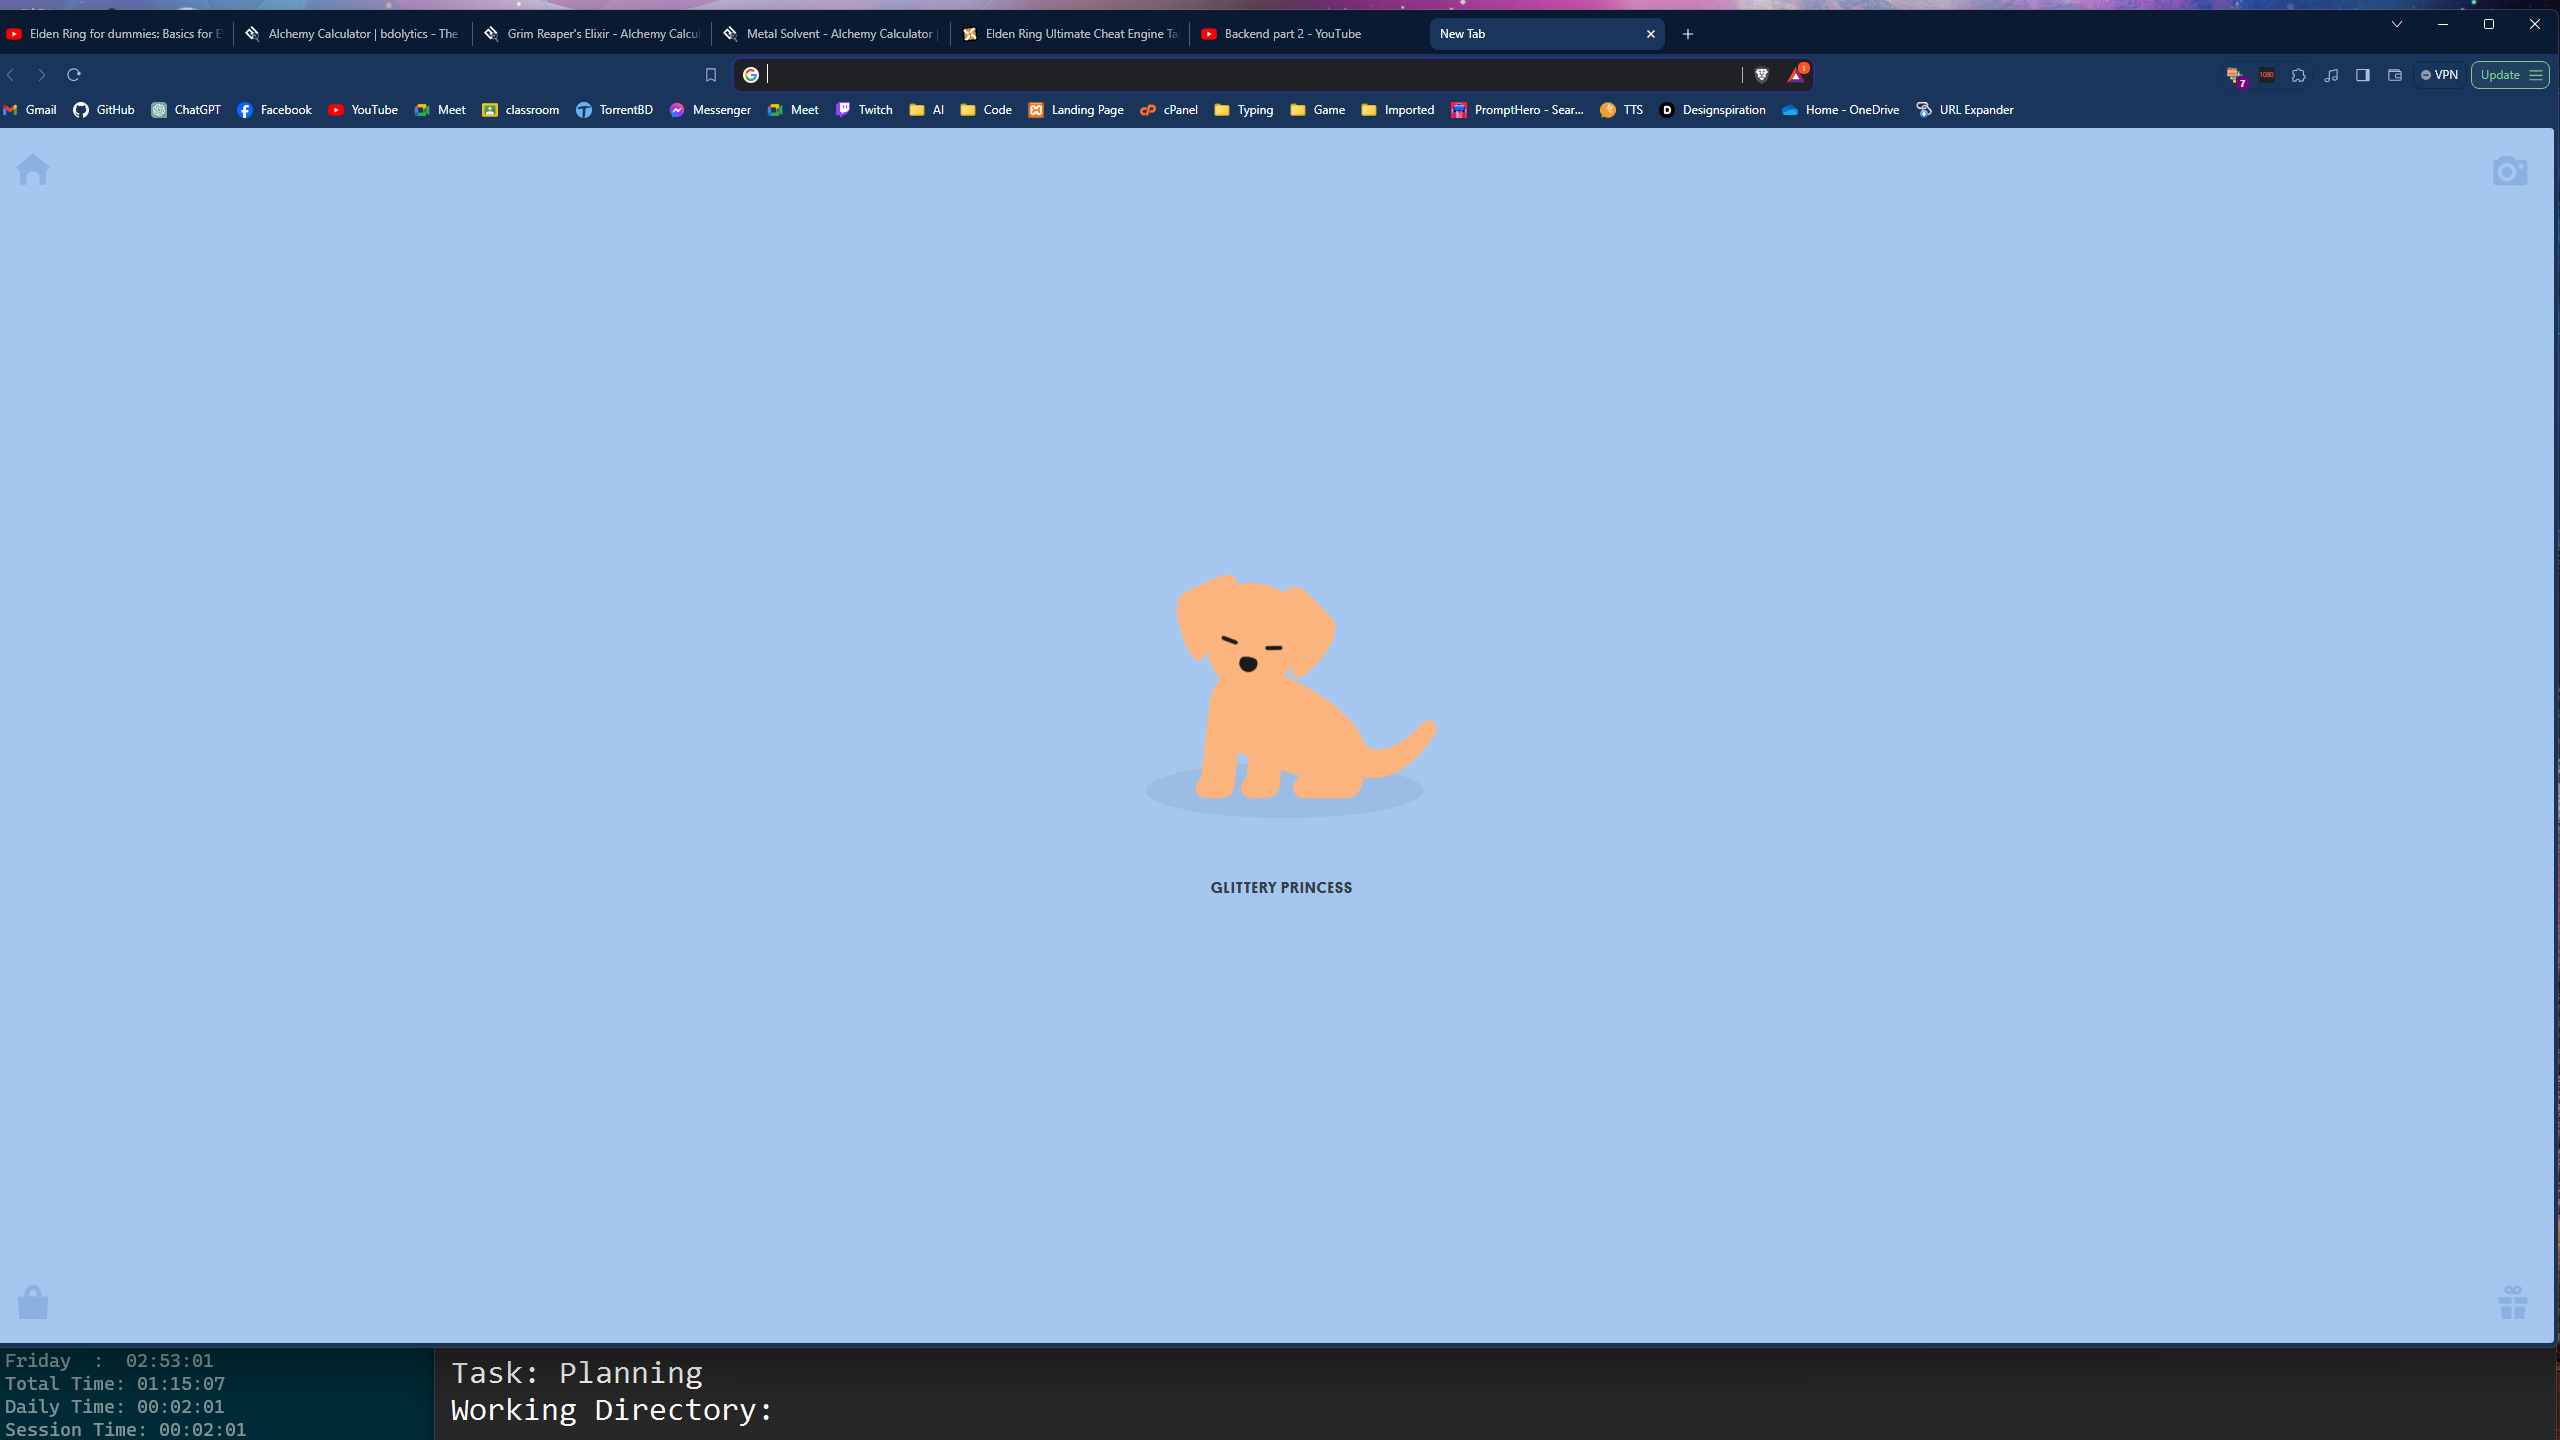 Elden Ring for dummies: Basics for E
Alchemy Calculator | bdolytics - The
Grim Reaper's Elixir - Alchemy Calcul
Metal Solvent - Alchemy Calculator |
Elden Ring Ultimate Cheat Engine Ta
Backend part 2 - YouTube
New Tab
1
7
1080
VPN
Update
Gmail
GitHub
ChatGPT
Facebook
YouTube
Meet
classroom
TorrentBD
Messenger
Meet
Twitch
AI
Code
Landing Page
cPanel
Typing
Game
Imported
PromptHero - Sear...
TTS
Designspiration
Home - OneDrive
URL Expander
GLITTERY PRINCESS
Friday  :  02:53:01
Total Time: 01:15:07
Daily Time: 00:02:01
Session Time: 00:02:01
Task: Planning
Working Directory: